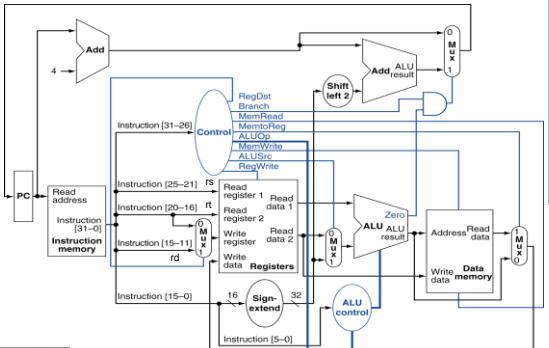 Add
4
Add ALU
result
0
M
u
x
1
Shift
left 2
RegDst
Branch
MemRead
MemtoReg
ALUOp
MemWrite
ALUSrc
RegWrite
Control
Instruction [31–26]
Instruction [25–21] rs
Instruction [20–16] rt
Instruction [15–11]
rd
PC
Read
address
Instruction
[31–0]
Instruction
memory
0
M
u
x
1
Read
register 1
Read
register 2
Write
register
Write
data
Read
data 1
Read
data 2
Registers
0
M
u
x
1
Zero
ALU ALU
result
Address
Write
data
Read
data
Data
memory
1
M
u
x
0
Instruction [15–0]
16
Sign-
extend
32
ALU
control
Instruction [5–0]